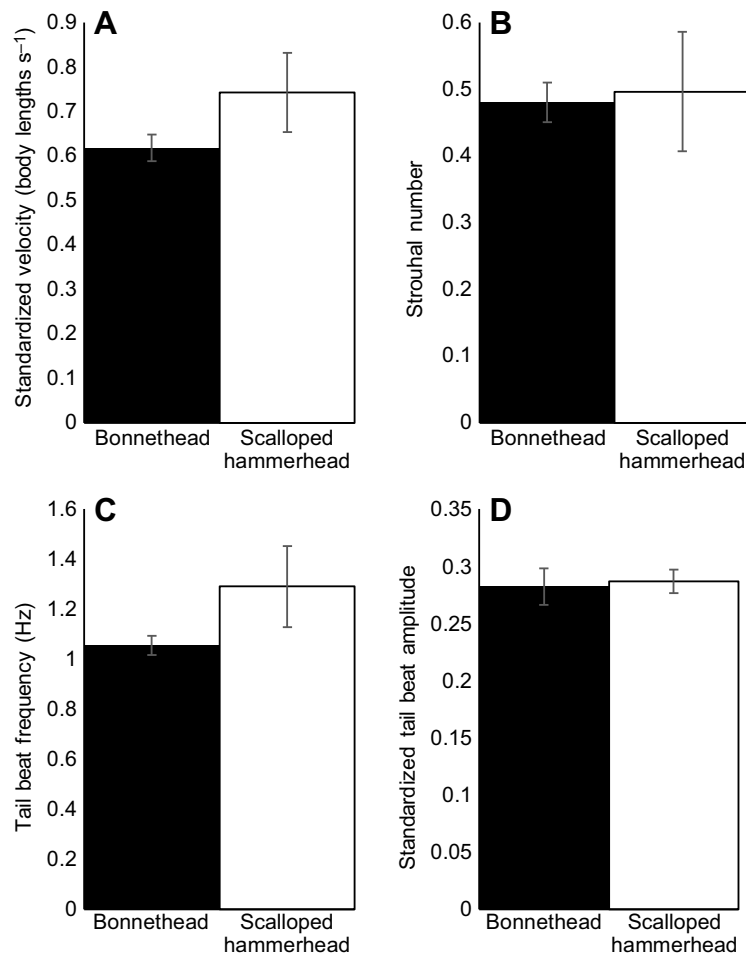 A
Standardized velocity (body lengths s⁻¹)
0.9
0.8
0.7
0.6
0.5
0.4
0.3
0.2
0.1
0
Bonnethead
Scalloped
hammerhead
B
Strouhal number
0.6
0.5
0.4
0.3
0.2
0.1
0
Bonnethead
Scalloped
hammerhead
C
Tail beat frequency (Hz)
1.6
1.4
1.2
1
0.8
0.6
0.4
0.2
0
Bonnethead
Scalloped
hammerhead
D
Standardized tail beat amplitude
0.35
0.3
0.25
0.2
0.15
0.1
0.05
0
Bonnethead
Scalloped
hammerhead